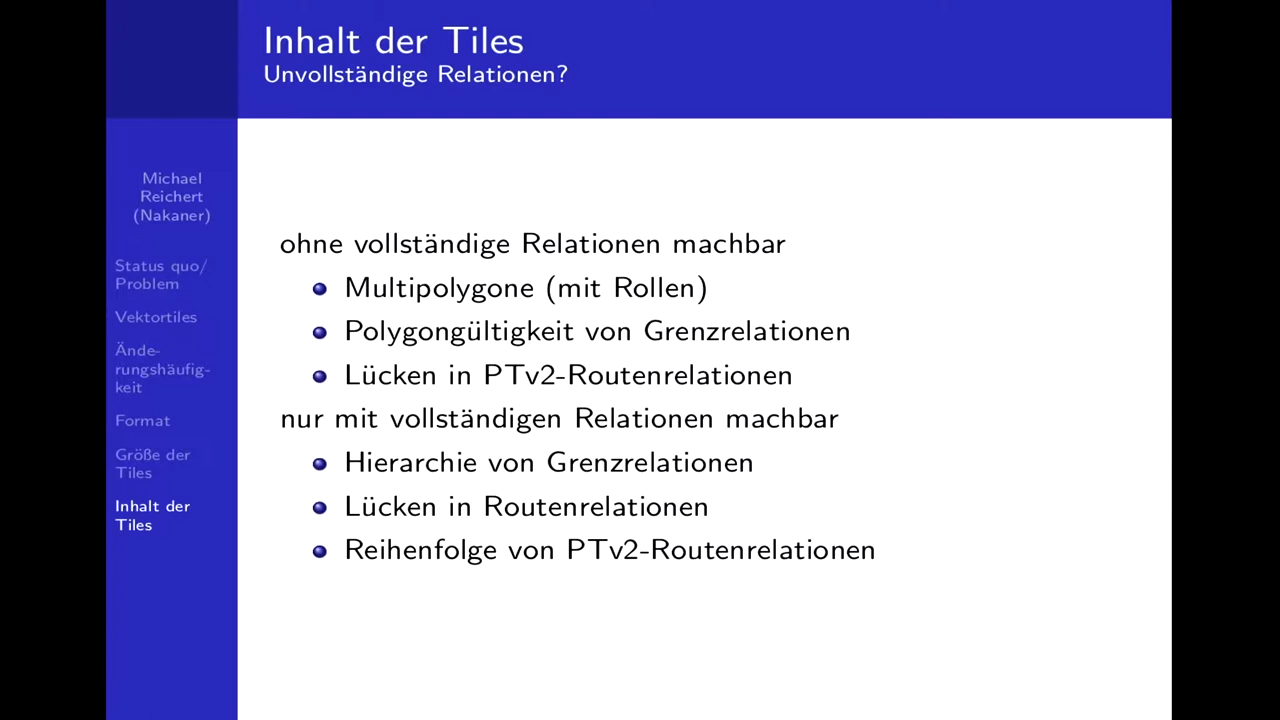 Inhalt der Tiles
Unvollständige Relationen?
Michael
Reichert
(Nakaner)
Status quo/
Problem
Vektortiles
Ände-
rungshäufig-
keit
Format
Größe der
Tiles
Inhalt der
Tiles
ohne vollständige Relationen machbar
Multipolygone (mit Rollen)
Polygongültigkeit von Grenzrelationen
Lücken in PTv2-Routenrelationen
nur mit vollständigen Relationen machbar
Hierarchie von Grenzrelationen
Lücken in Routenrelationen
Reihenfolge von PTv2-Routenrelationen